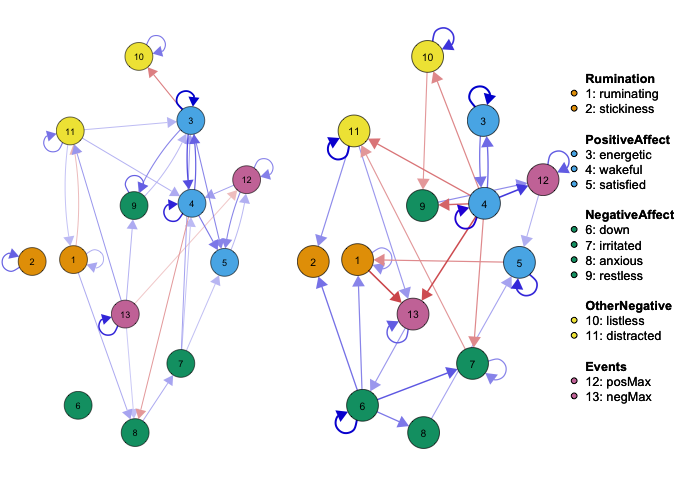 10
3
11
12
9
4
2
1
5
13
7
6
8
10
3
11
12
9
4
2
1
5
13
7
6
8
Rumination
1: ruminating
2: stickiness
PositiveAffect
3: energetic
4: wakeful
5: satisfied
NegativeAffect
6: down
7: irritated
8: anxious
9: restless
OtherNegative
10: listless
11: distracted
Events
12: posMax
13: negMax